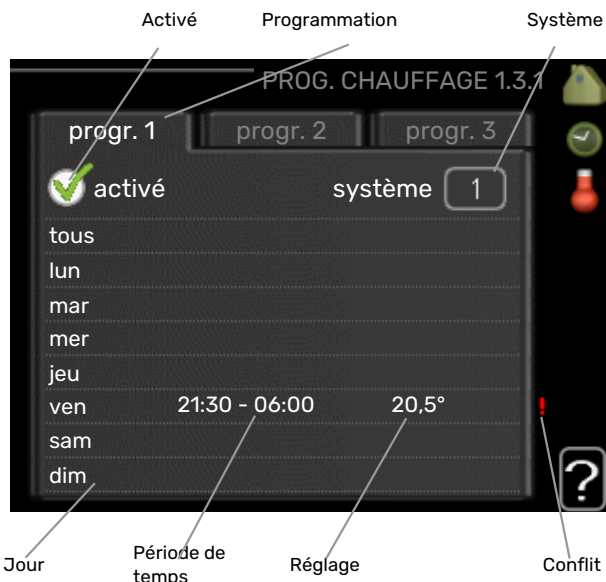 Activé Programmation Système
PROG. CHAUFFAGE 1.3.1
progr. 1 progr. 2 progr. 3
activé système 1
tous
lun
mar
mer
jeu
ven 21:30 - 06:00 20,5° !
sam
dim
?
Jour Période de temps Réglage Conflit